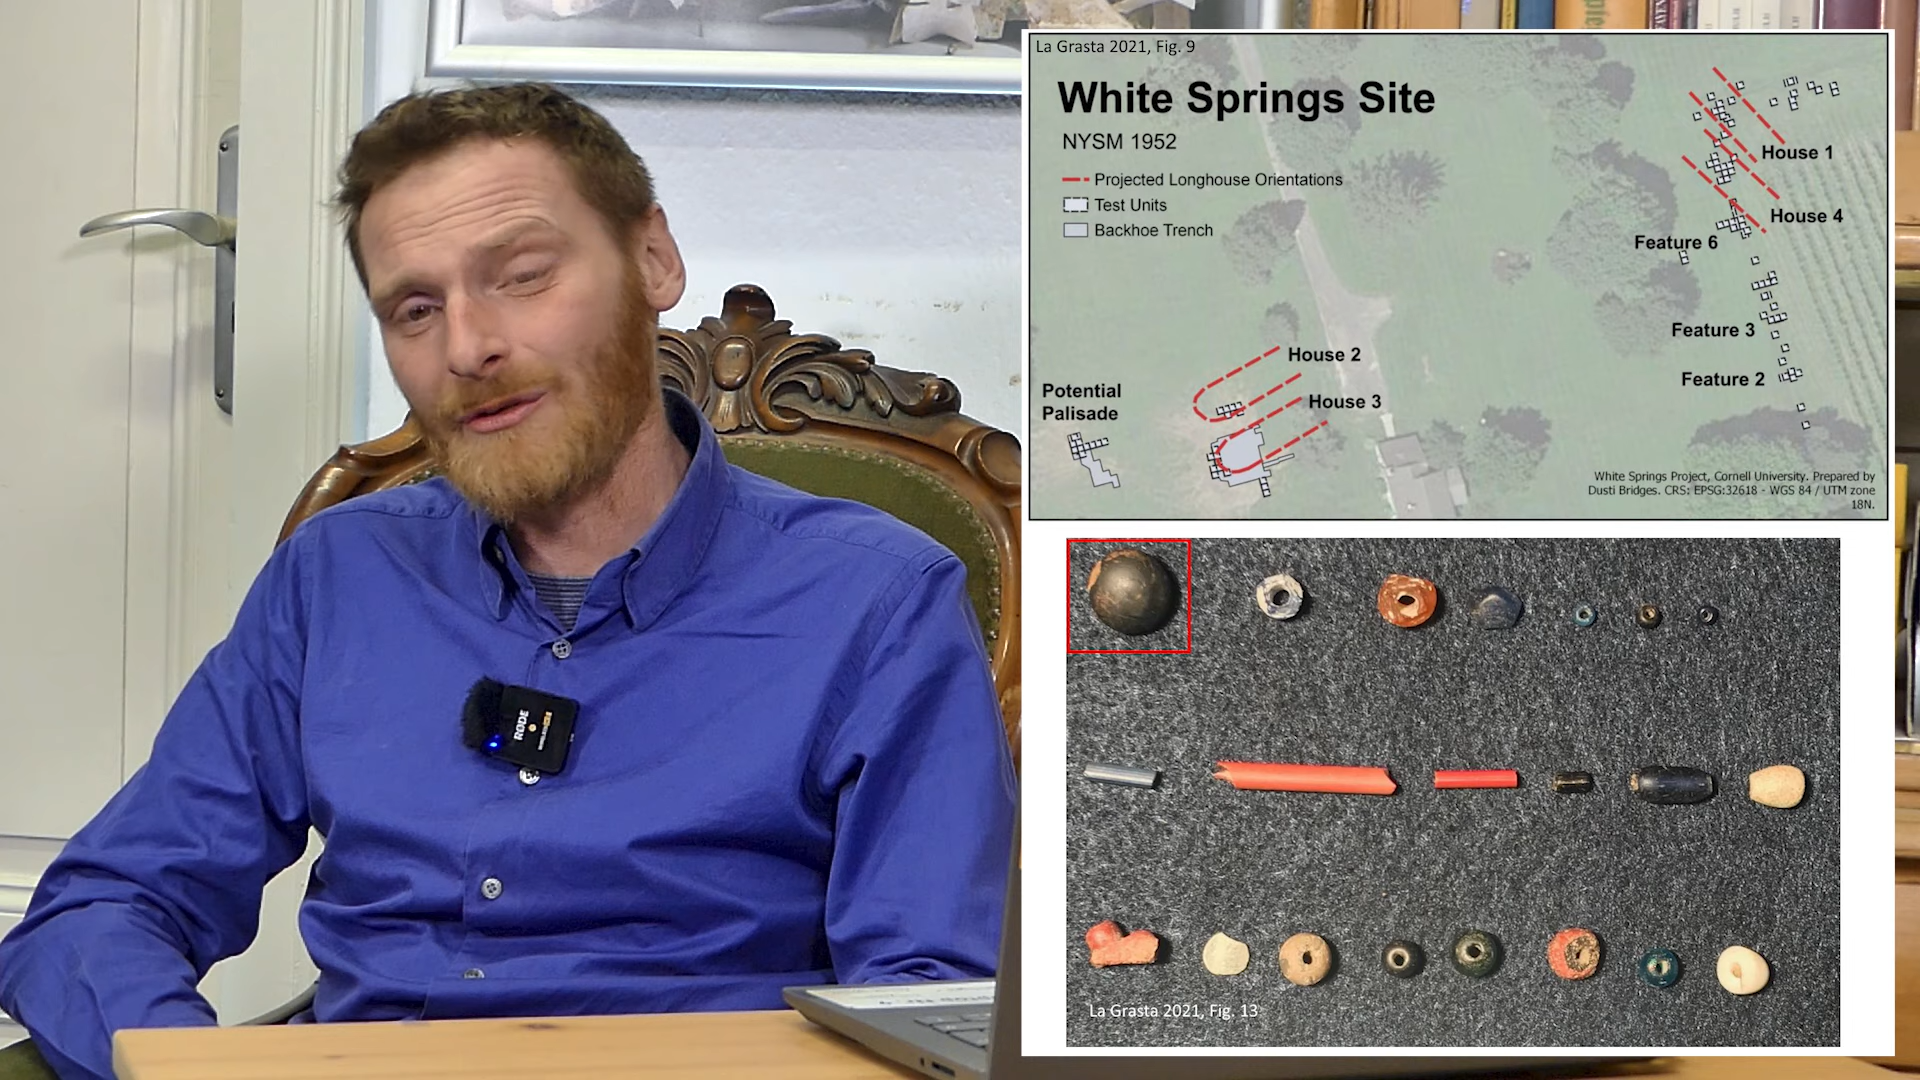 La Grasta 2021, Fig. 9
White Springs Site
NYSM 1952
Projected Longhouse Orientations
Test Units
Backhoe Trench
House 1
House 4
Feature 6
Feature 3
Feature 2
House 2
House 3
Potential
Palisade
White Springs Project, Cornell University. Prepared by
Dusti Bridges. CRS: EPSG:32618 - WGS 84 / UTM zone
18N.
RØDE
La Grasta 2021, Fig. 13